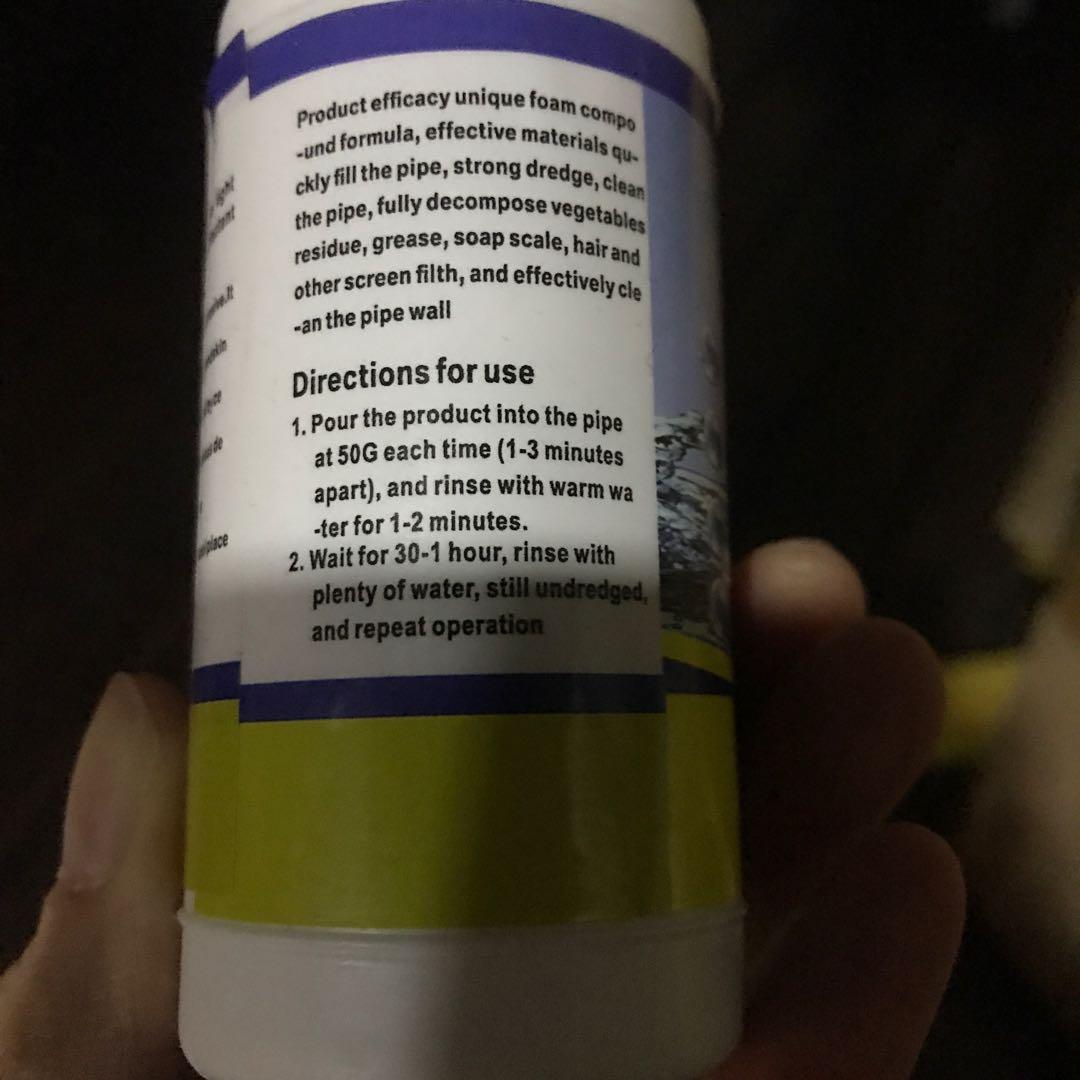 Product efficacy unique foam compo
-und formula, effective materials qu-
ckly fill the pipe, strong dredge, clean
the pipe, fully decompose vegetables
residue, grease, soap scale, hair and
other screen filth, and effectively cle
-an the pipe wall
Directions for use
1. Pour the product into the pipe
at 50G each time (1-3 minutes
apart), and rinse with warm wa
-ter for 1-2 minutes.
2. Wait for 30-1 hour, rinse with
plenty of water, still undredged,
and repeat operation
light
place